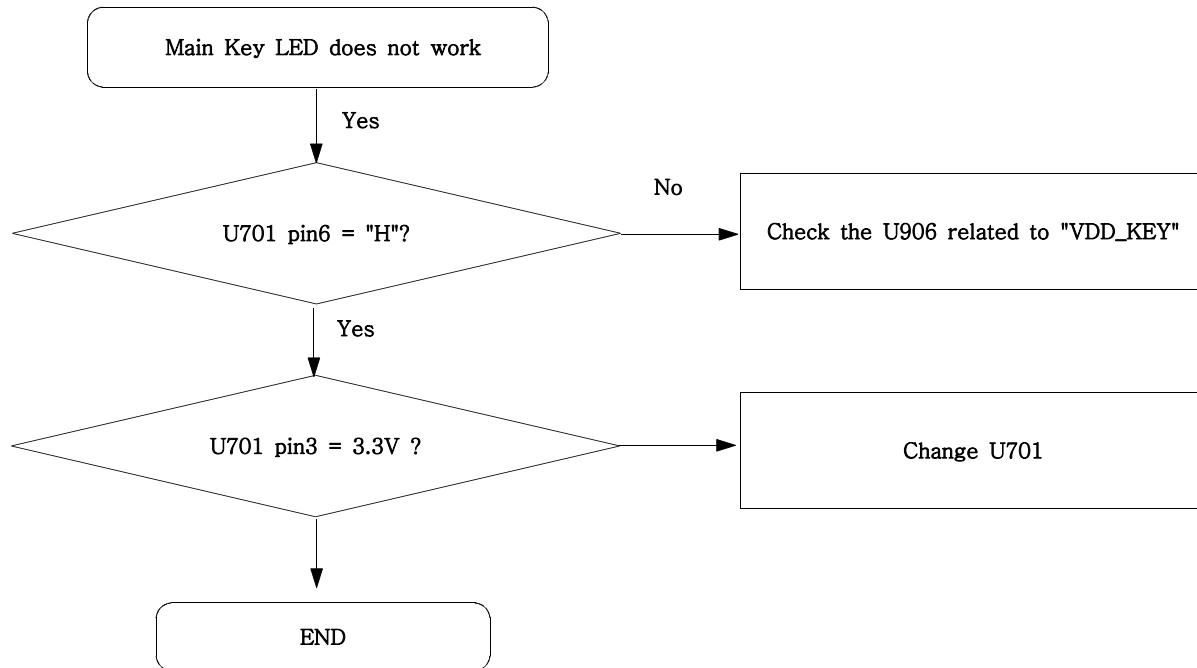 Main Key LED does not work
Yes
U701 pin6 = "H"?
No
Check the U906 related to "VDD_KEY"
Yes
U701 pin3 = 3.3V ?
Change U701
END